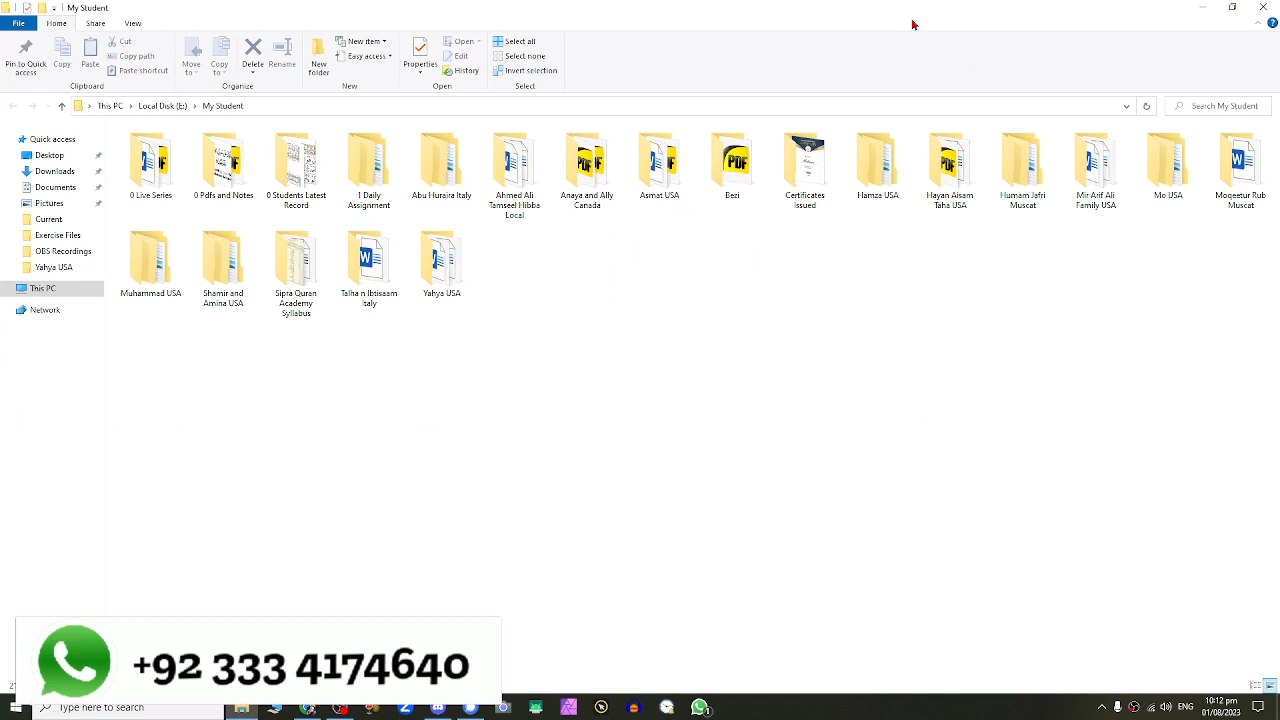 My Student
File Home Share View
Pin to Quick access
Copy
Paste
Cut
Copy path
Paste shortcut
Clipboard
Move to
Copy to
Delete
Rename
Organize
New folder
New item
Easy access
New
Properties
Open
Edit
History
Open
Select all
Select none
Invert selection
Select
This PC > Local Disk (E:) > My Student
Search My Student
Quick access
Desktop
Downloads
Documents
Pictures
Current
Exercise Files
OBS Recordings
Yahya USA
This PC
Network
0 Live Series
0 Pdfs and Notes
0 Students Latest Record
1 Daily Assignment
Abu Huraira Italy
Ahmed Ali Tamseel Hibba Local
Anaya and Ally Canada
Asmat USA
Bezi
Certificates Issued
Hamza USA
Hayan Aisam Taha USA
Humam Jafri Muscat
Mir Arif Ali Family USA
Mo USA
Moqeetur Rub Muscat
Muhammad USA
Shamir and Amina USA
Sipra Quran Academy Syllabus
Talha n Ibtisaam Italy
Yahya USA
+92 333 4174640
Type here to search
10:12 pm
01/08/2023